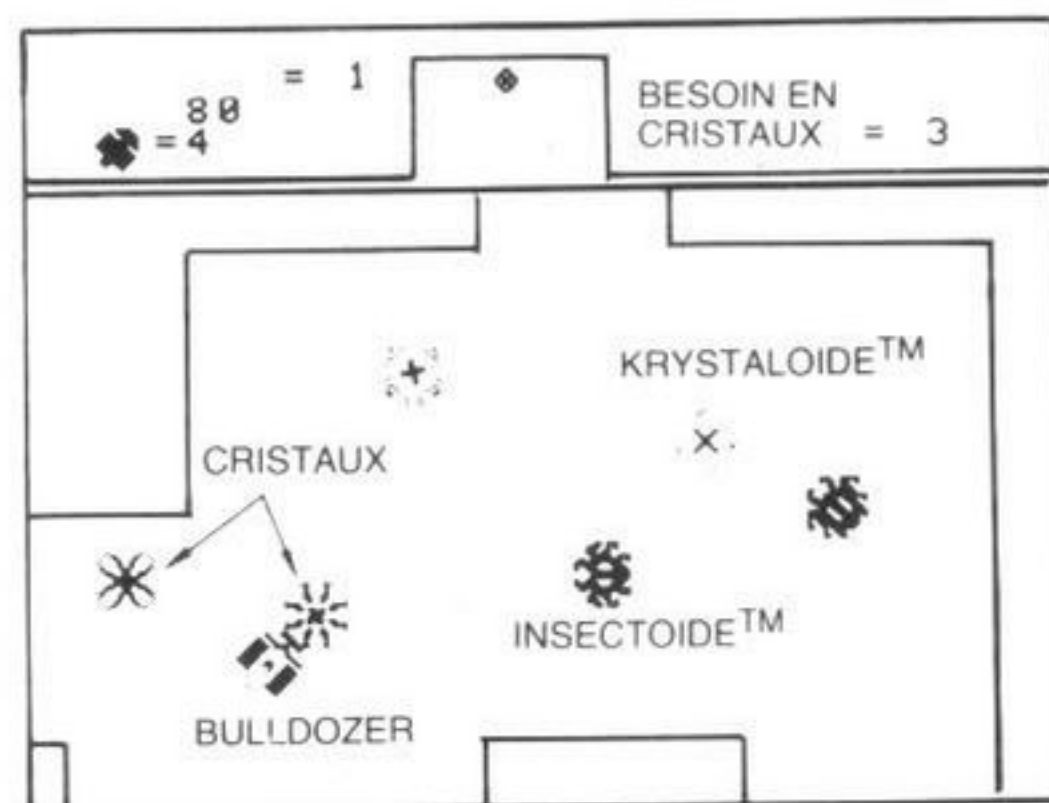 = 1
80
= 4
BESOIN EN
CRISTAUX = 3
KRYSTALOIDE™
CRISTAUX
INSECTOIDE™
BULLDOZER